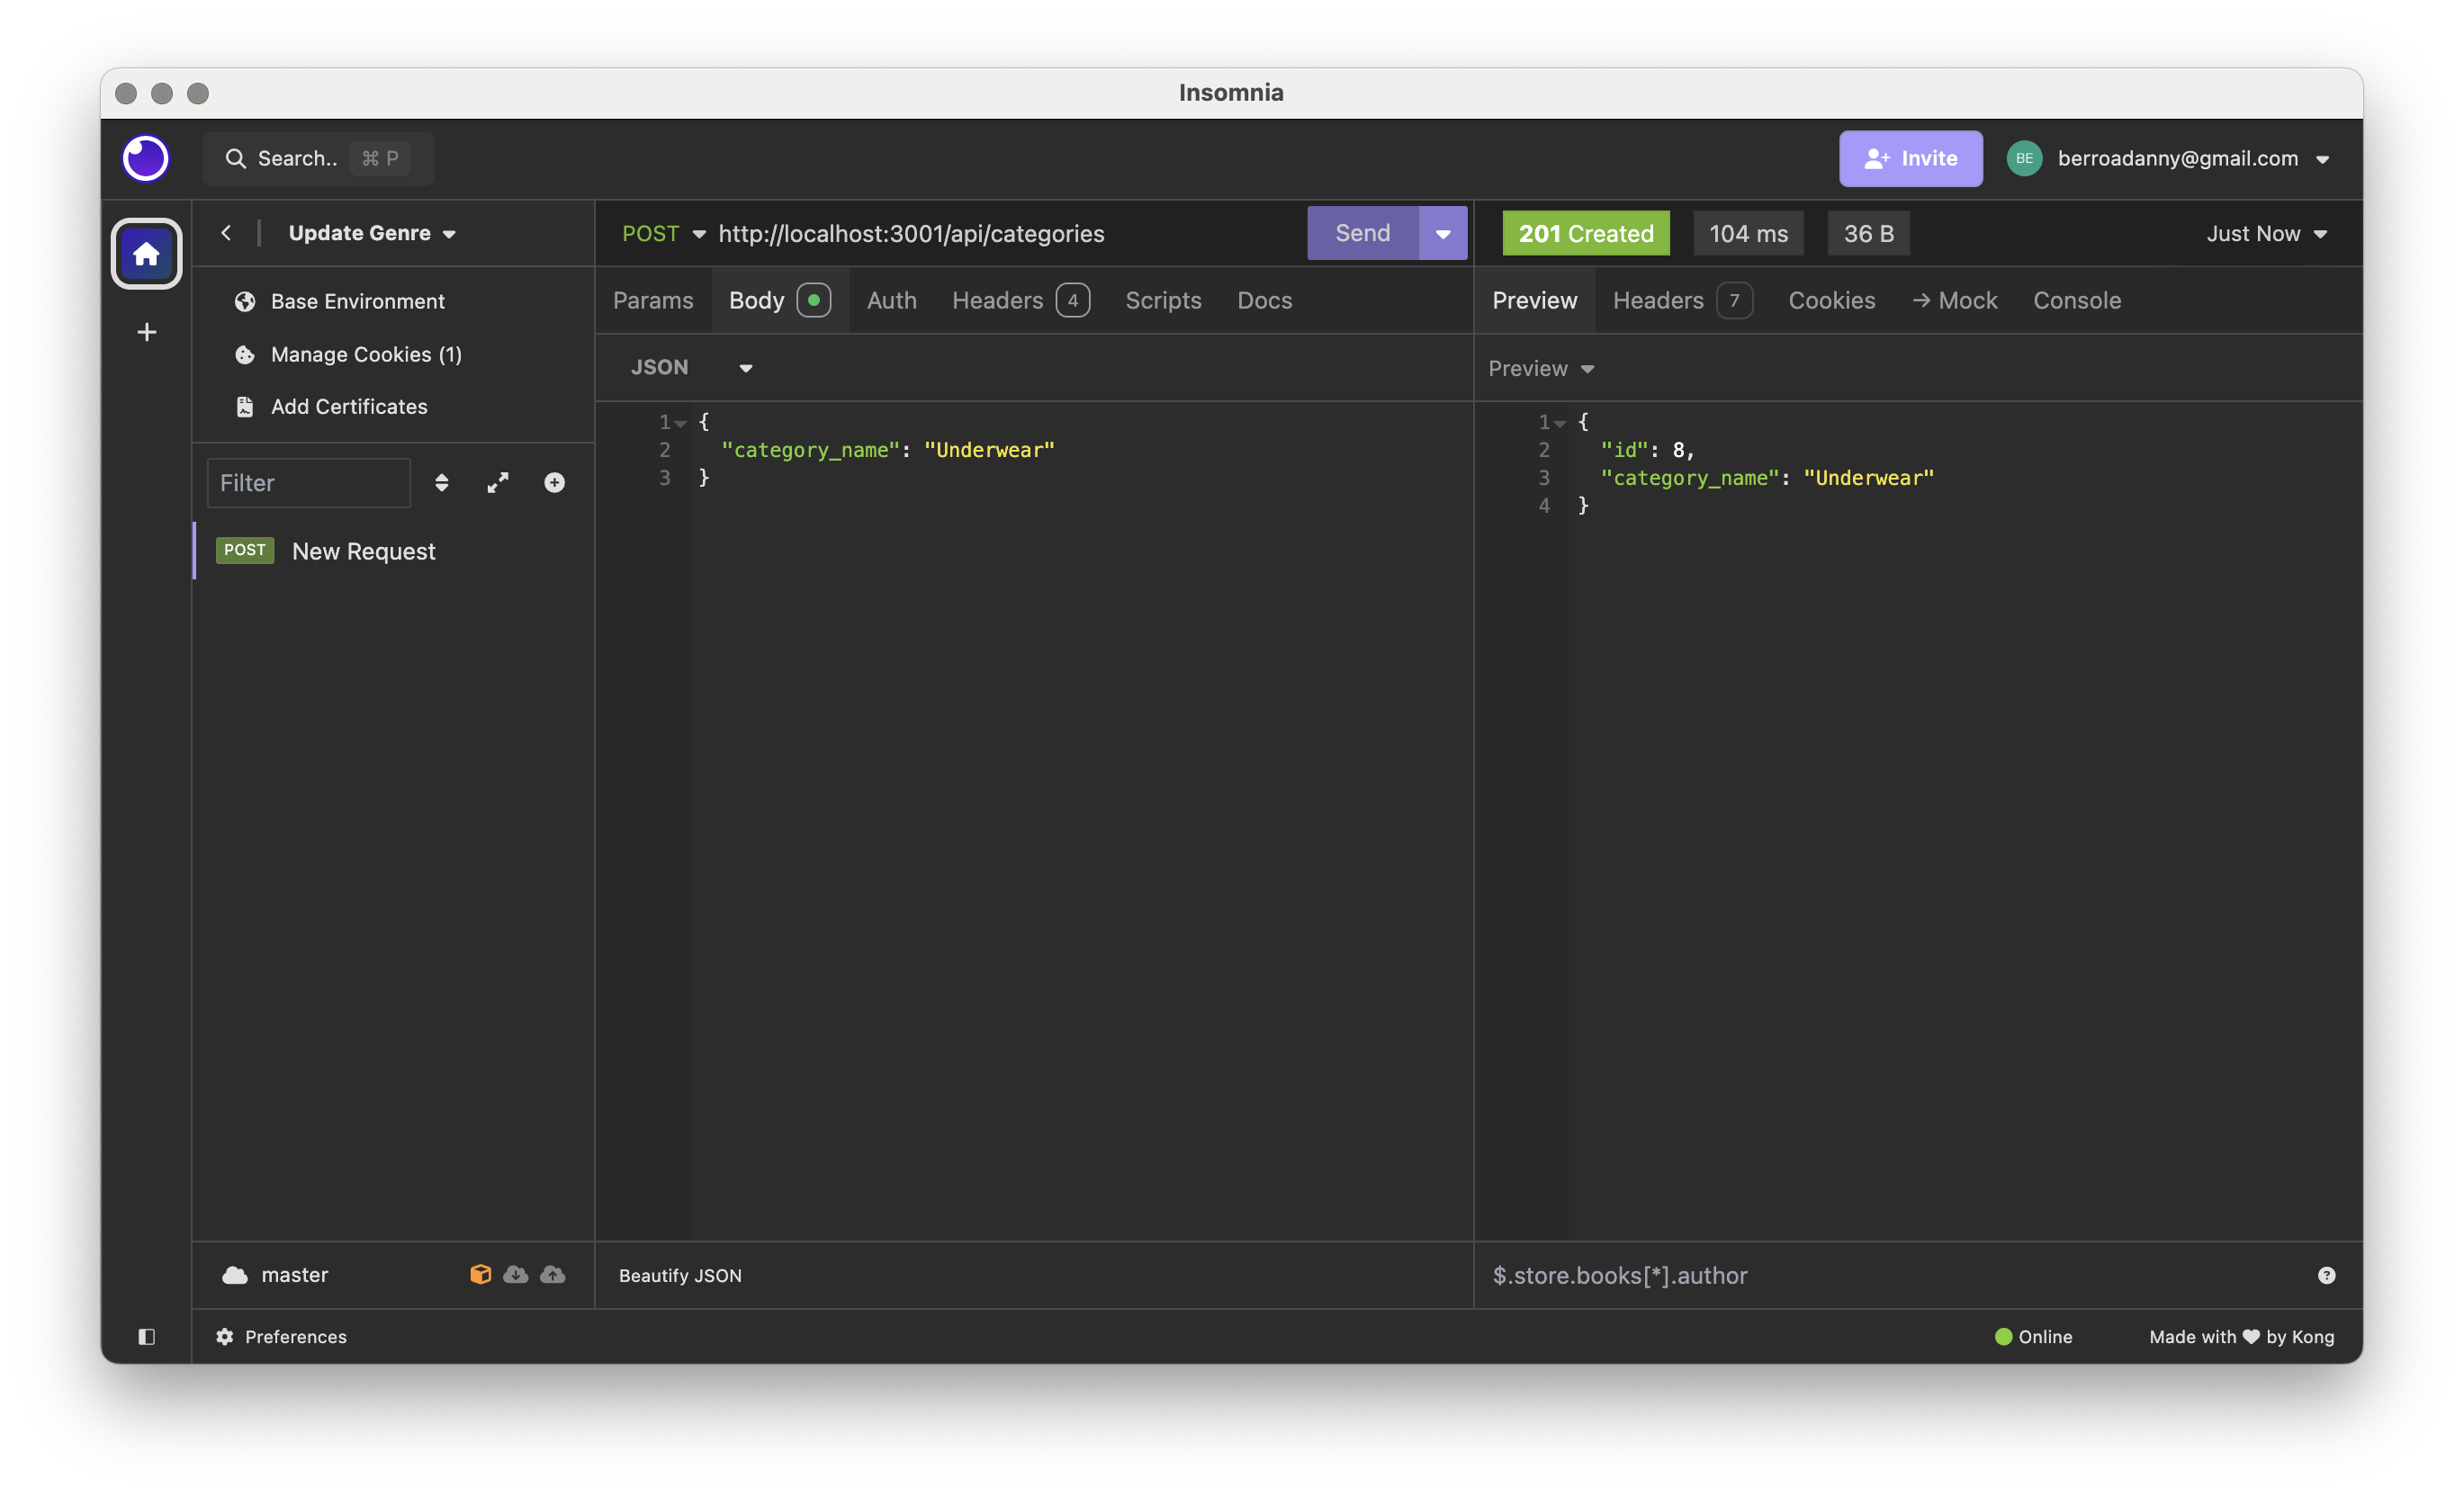 Insomnia
Search.. ⌘ P
Invite
BE
berroadanny@gmail.com
Update Genre
Base Environment
Manage Cookies (1)
Add Certificates
Filter
POST New Request
master
Preferences
POST http://localhost:3001/api/categories Send
Params Body Auth Headers 4 Scripts Docs
JSON
1 {
2 "category_name": "Underwear"
3 }
Beautify JSON
201 Created 104 ms 36 B Just Now
Preview Headers 7 Cookies → Mock Console
Preview
1 {
2 "id": 8,
3 "category_name": "Underwear"
4 }
$.store.books[*].author ?
Online
Made with ♥ by Kong